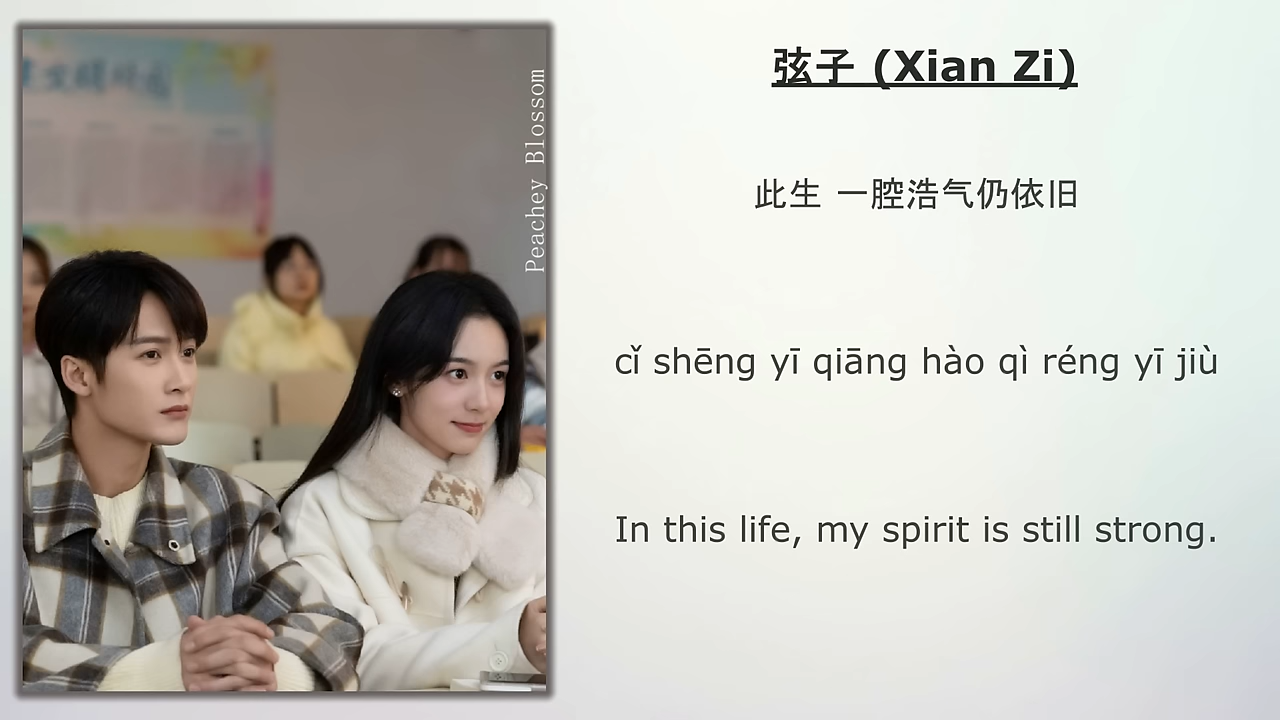 弦子 (Xian Zi)
此生 一腔浩气仍依旧
cǐ shēng yī qiāng hào qì réng yī jiù
In this life, my spirit is still strong.
Peachey Blossom